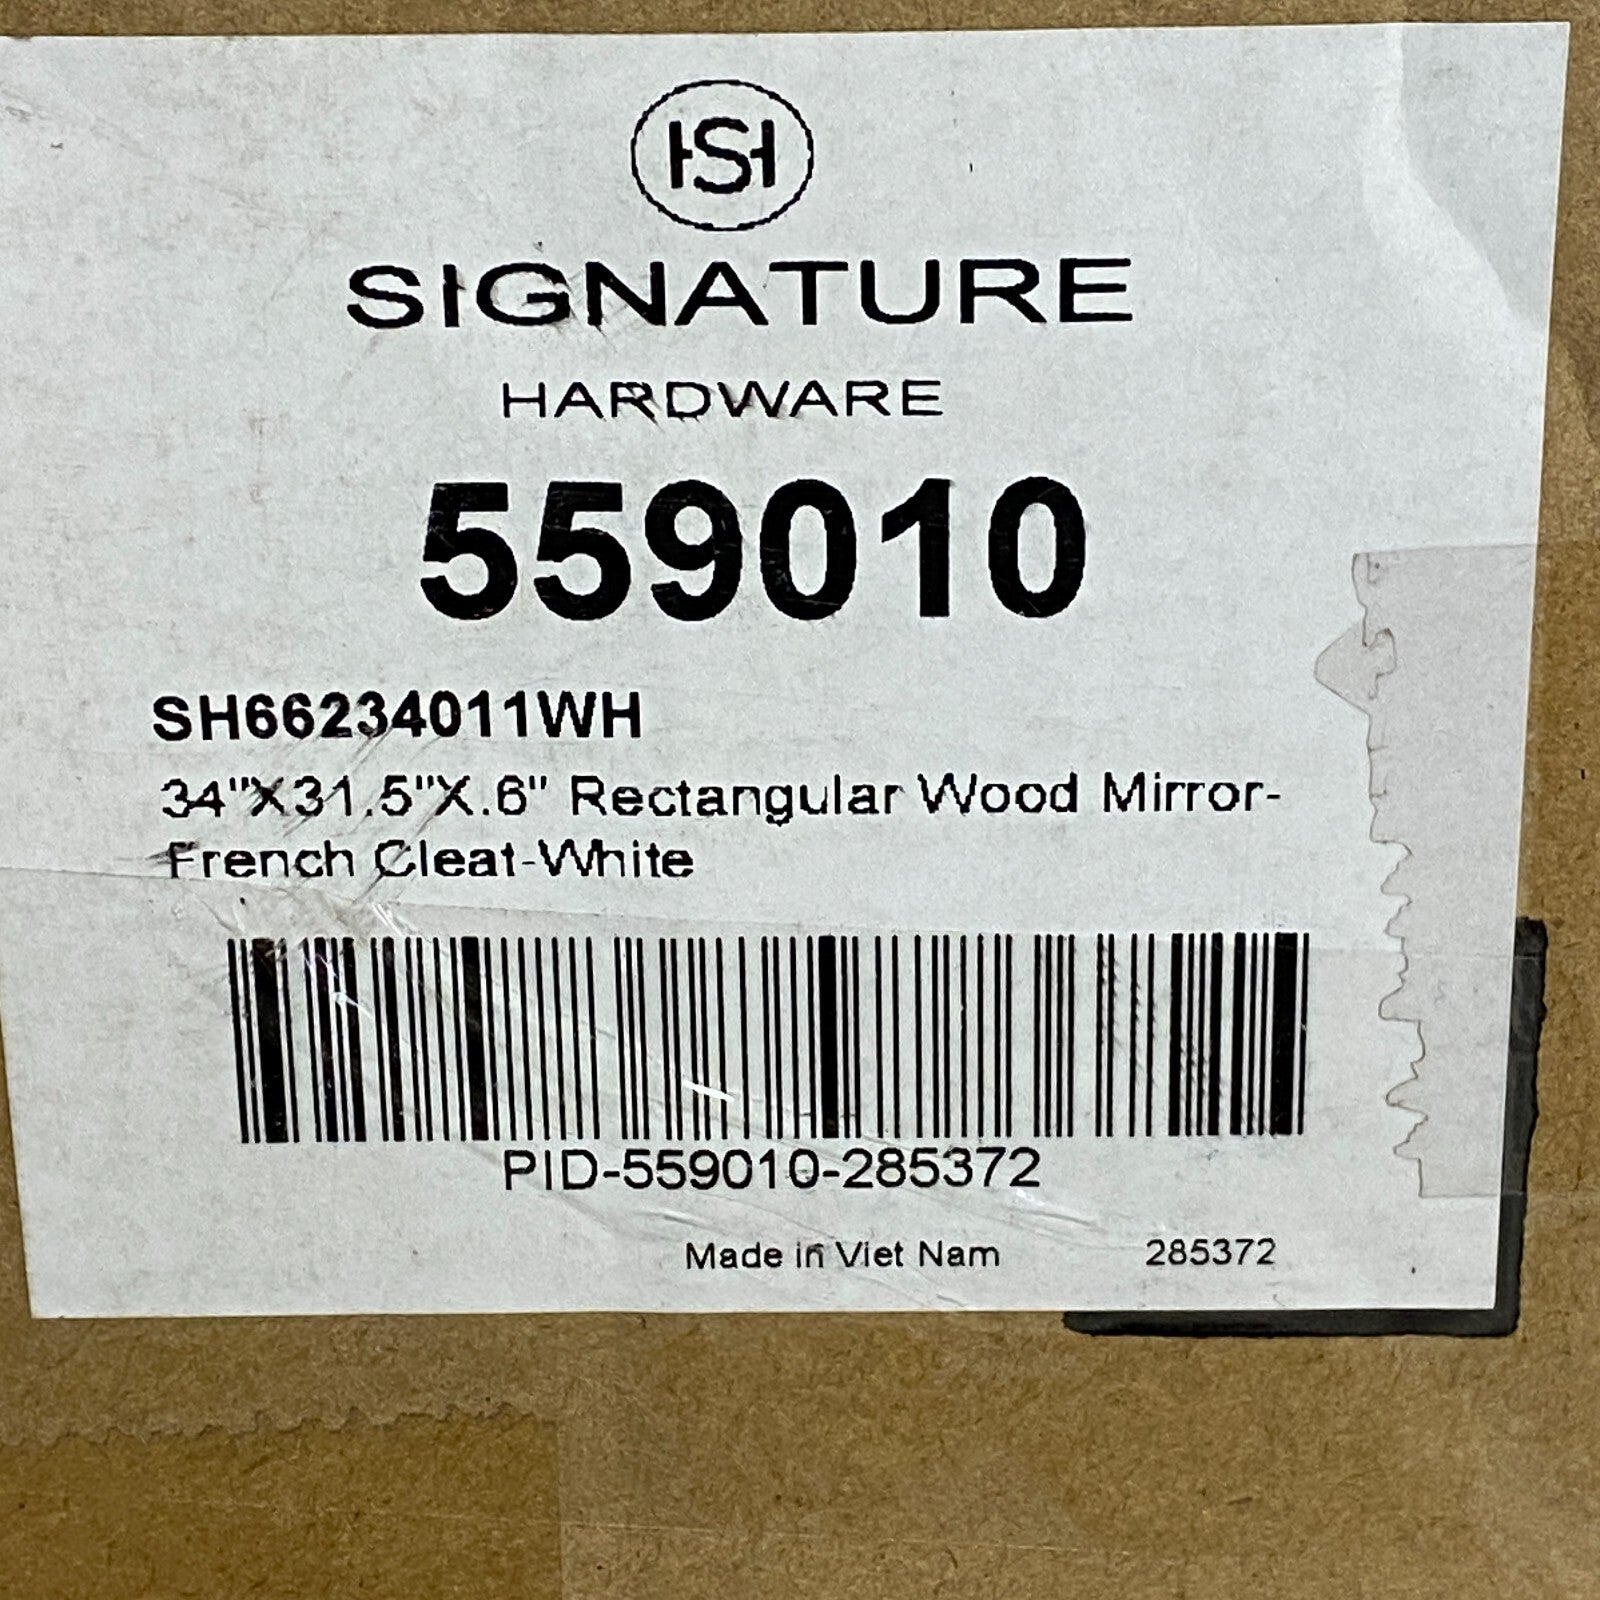 HSH
SIGNATURE
HARDWARE
559010
SH66234011WH
34"X31.5"X.6" Rectangular Wood Mirror-
French Cleat-White
PID-559010-285372
Made in Viet Nam 285372